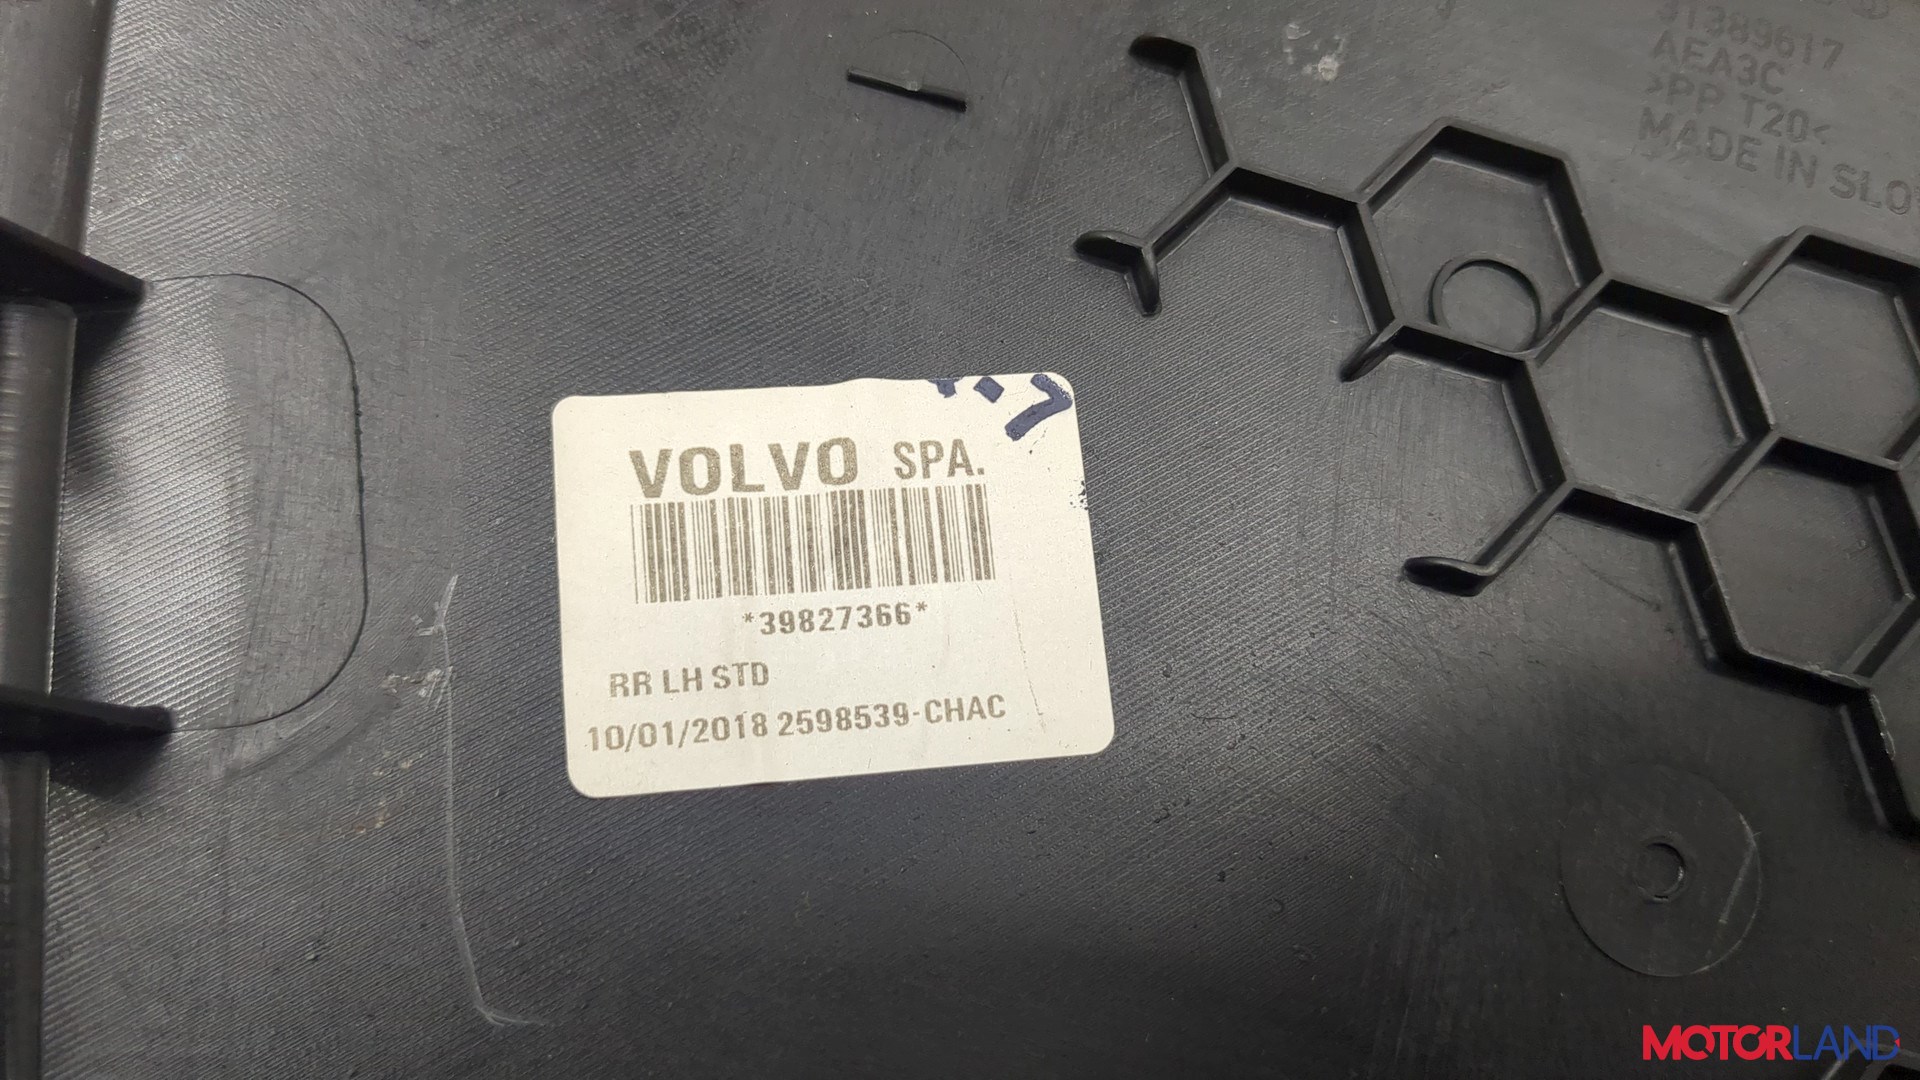 31389617
AEA3C
>PP T20<
MADE IN SLO
VOLVO SPA.
*39827366*
RR LH STD
10/01/2018 2598539-CHAC
MOTORLAND